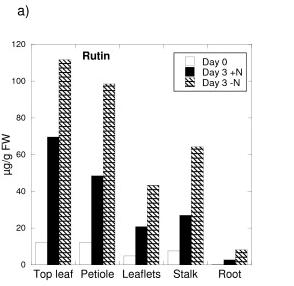 a)
120
Rutin
Day 0
Day 3 +N
Day 3 -N
100
80
60
40
20
0
µg/g FW
Top leaf Petiole Leaflets Stalk Root